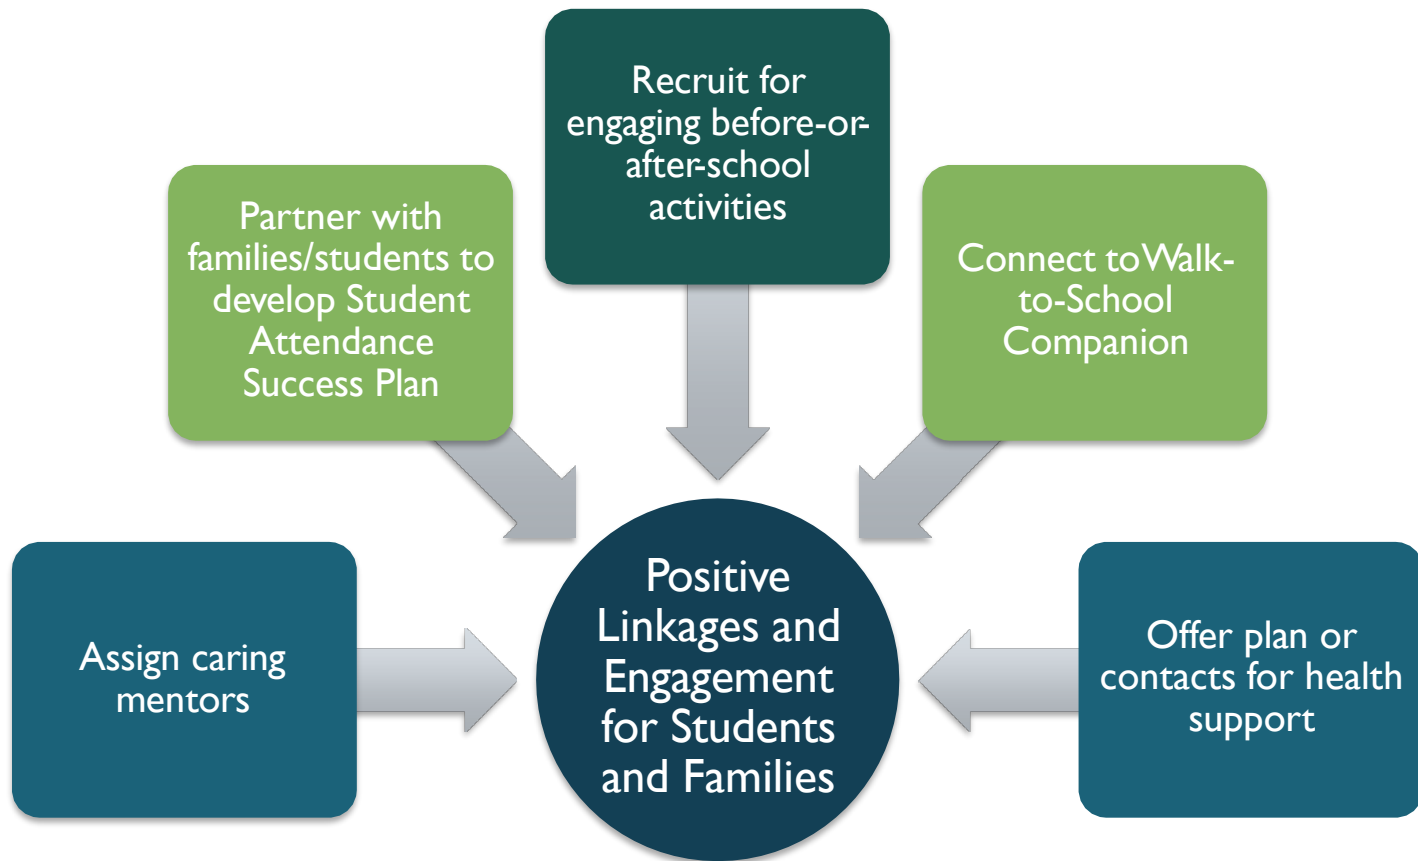 Recruit for
engaging before-or-
after-school
activities
Partner with
families/students to
develop Student
Attendance
Success Plan
Connect to Walk-
to-School
Companion
Assign caring
mentors
Positive
Linkages and
Engagement
for Students
and Families
Offer plan or
contacts for health
support